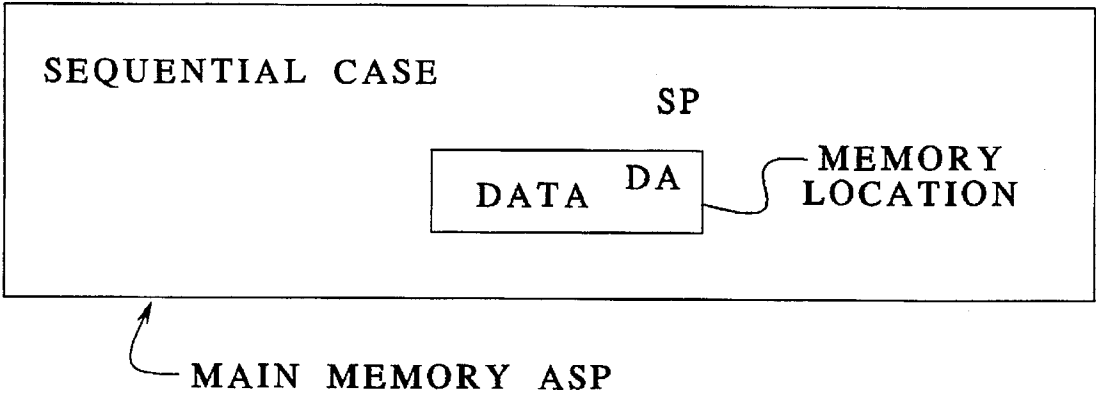 SEQUENTIAL CASE
SP
DATA
DA
MEMORY
LOCATION
MAIN MEMORY ASP